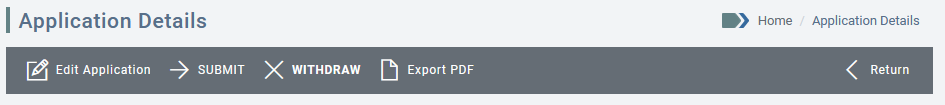 Application Details
Home / Application Details
Edit Application SUBMIT WITHDRAW Export PDF Return